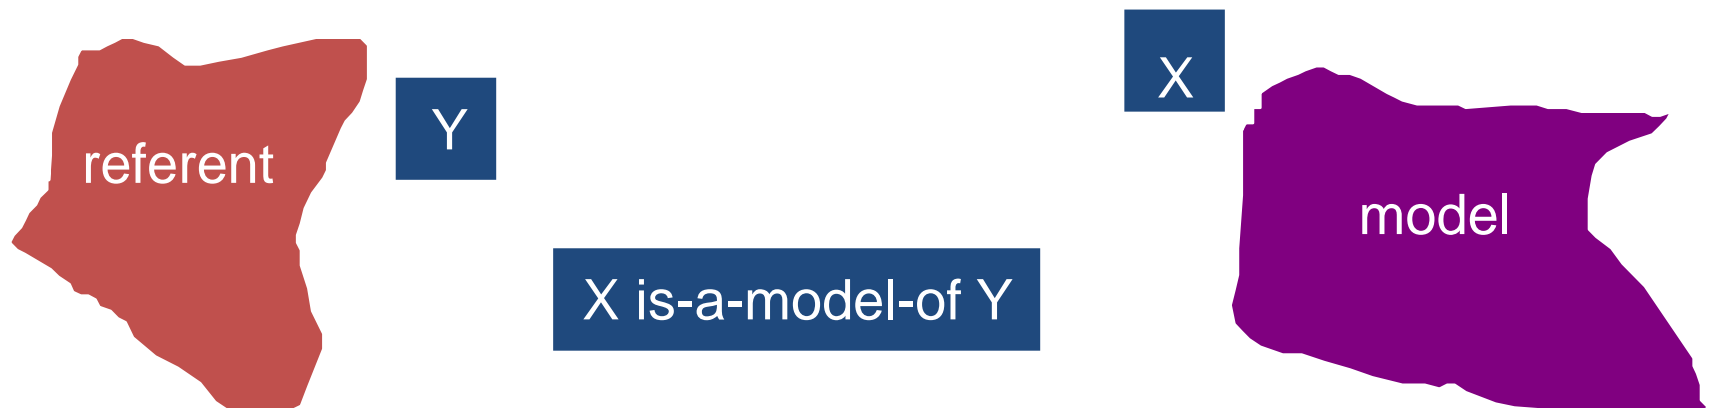 referent
Y
X is-a-model-of Y
X
model